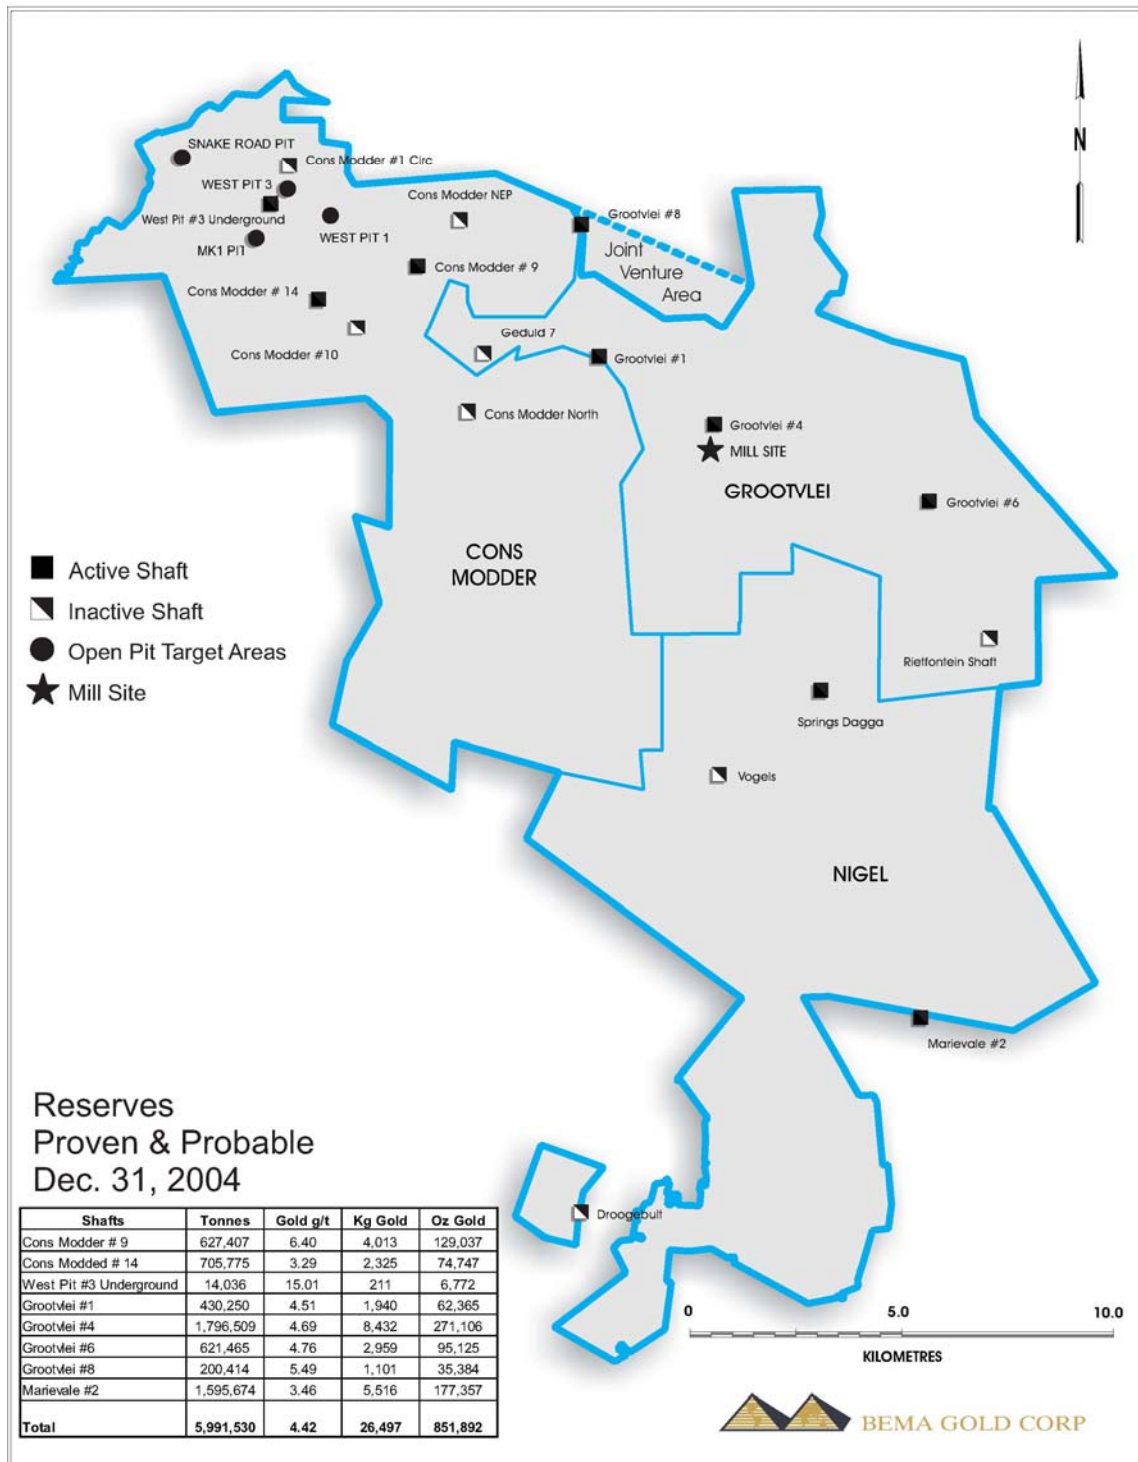 N
SNAKE ROAD PIT
Cons Modder #1 Circ
WEST PIT 3
Cons Modder NEP
West Pit #3 Underground
WEST PIT 1
Grootvlei #8
MK1 PIT
Joint
Venture
Area
Cons Modder # 9
Cons Modder # 14
Cons Modder #10
Geduld 7
Grootvlei #1
Cons Modder North
Grootvlei #4
MILL SITE
GROOTVLEI
Grootvlei #6
CONS
MODDER
Active Shaft
Inactive Shaft
Open Pit Target Areas
Mill Site
Rietfontein Shaft
Springs Dagga
Vogels
NIGEL
Marievale #2
Droogebult
Reserves
Proven & Probable
Dec. 31, 2004
Shafts Tonnes Gold g/t Kg Gold Oz Gold
Cons Modder # 9 627,407 6.40 4,013 129,037
Cons Modded # 14 705,775 3.29 2,325 74,747
West Pit #3 Underground 14,036 15.01 211 6,772
Grootvlei #1 430,250 4.51 1,940 62,365
Grootvlei #4 1,796,509 4.69 8,432 271,106
Grootvlei #6 621,465 4.76 2,959 95,125
Grootvlei #8 200,414 5.49 1,101 35,384
Marievale #2 1,595,674 3.46 5,516 177,357
Total 5,991,530 4.42 26,497 851,892
0 5.0 10.0
KILOMETRES
BEMA GOLD CORP